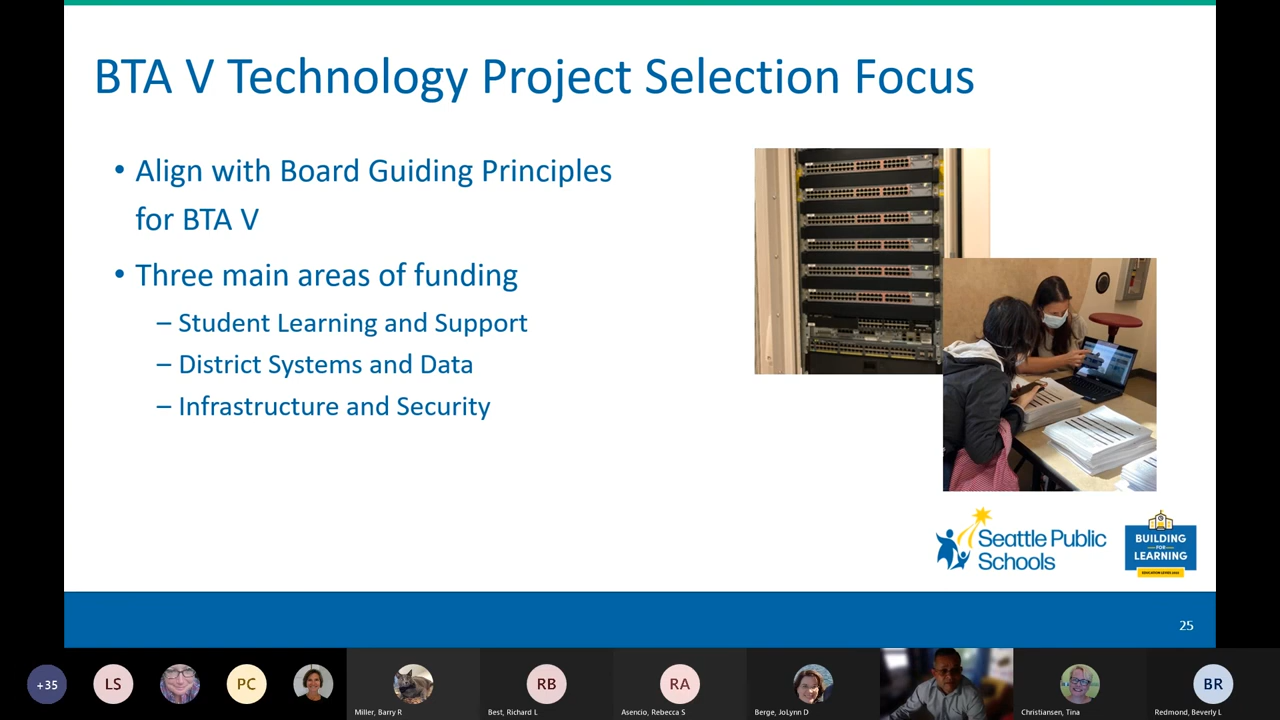 BTA V Technology Project Selection Focus
• Align with Board Guiding Principles
for BTA V
• Three main areas of funding
– Student Learning and Support
– District Systems and Data
– Infrastructure and Security
Seattle Public
Schools
BUILDING
FOR
LEARNING
25
+35
LS
PC
Miller, Barry R
RB
Best, Richard L
RA
Asencio, Rebecca S
Berge, JoLynn D
Christiansen, Tina
BR
Redmond, Beverly L